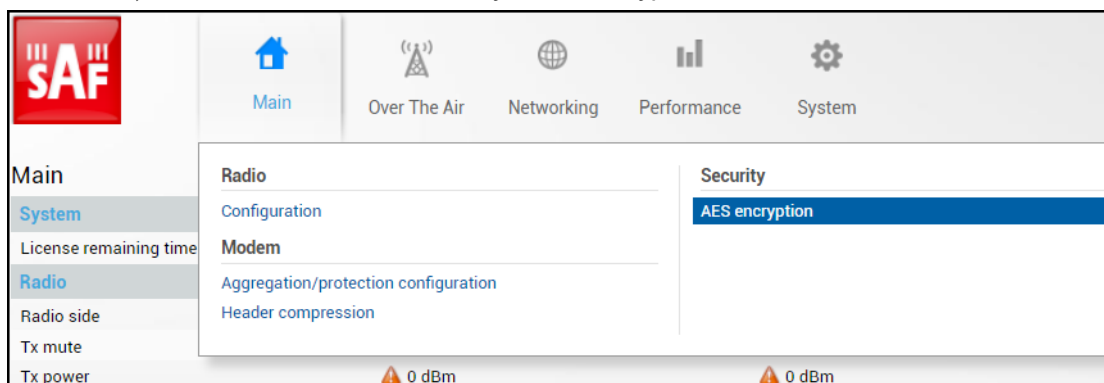 SAF
Main
Over The Air
Networking
Performance
System
Main
System
License remaining time
Radio
Radio side
Tx mute
Tx power
0 dBm
0 dBm
Radio
Configuration
Modem
Aggregation/protection configuration
Header compression
Security
AES encryption